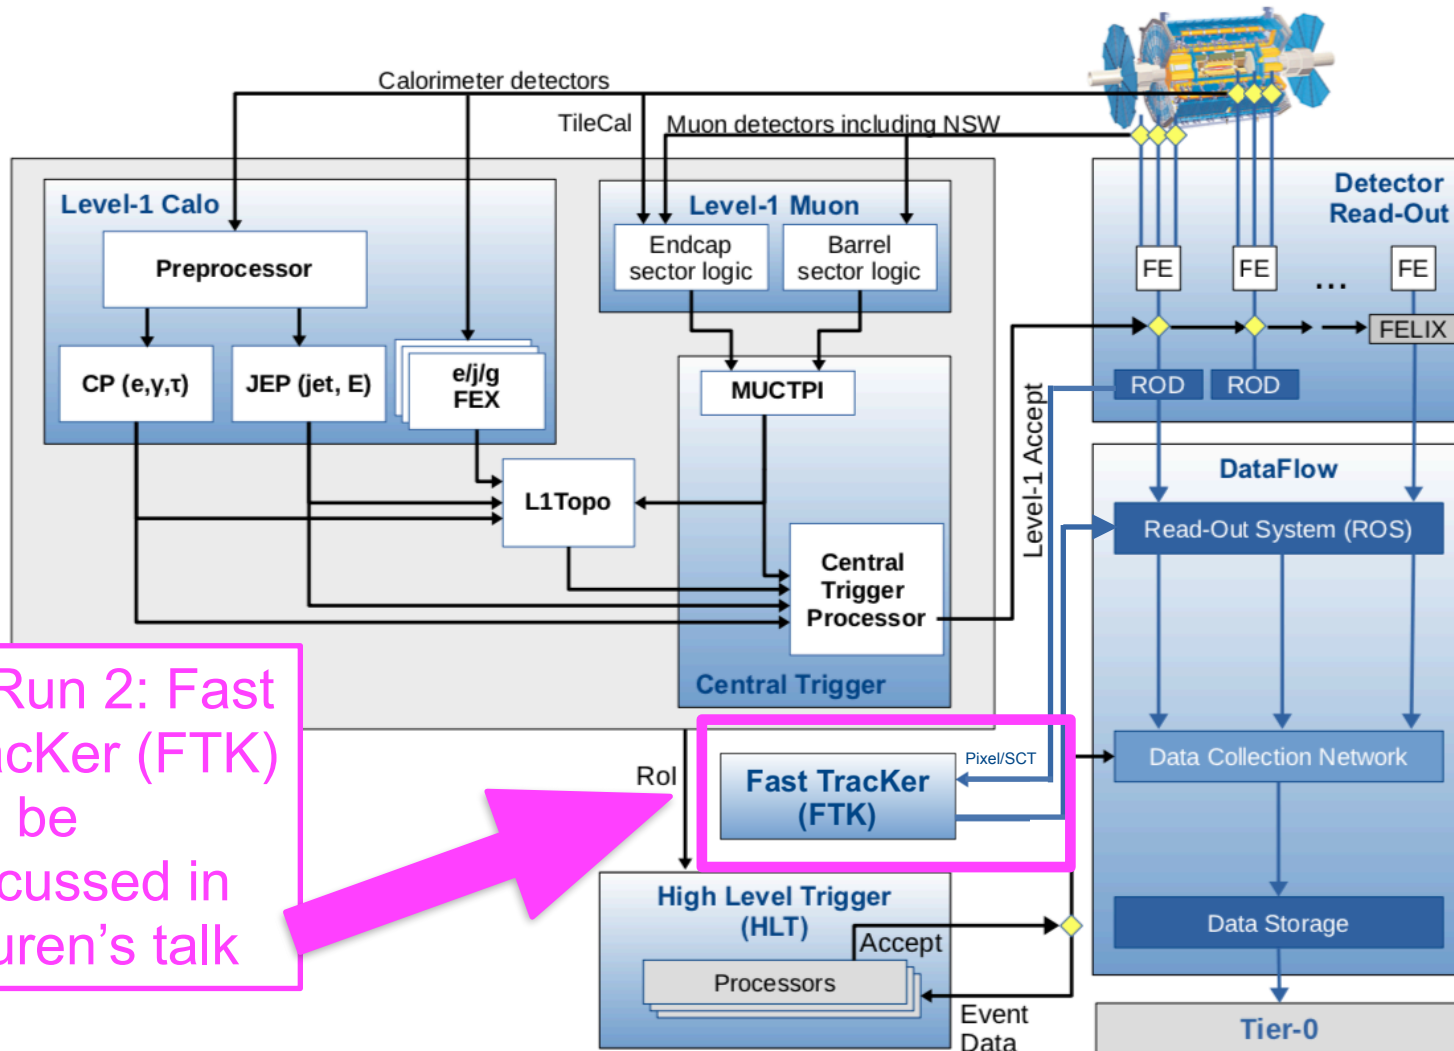 Calorimeter detectors
TileCal
Muon detectors including NSW
Level-1 Calo
Preprocessor
CP (e,γ,τ)
JEP (jet, E)
e/j/g
FEX
Level-1 Muon
Endcap
sector logic
Barrel
sector logic
MUCTPI
L1Topo
Central
Trigger
Processor
Central Trigger
Level-1 Accept
Detector
Read-Out
FE
FE
...
FE
FELIX
ROD
ROD
DataFlow
Read-Out System (ROS)
Data Collection Network
Data Storage
Tier-0
Run 2: Fast
acKer (FTK)
be
cussed in
uren's talk
RoI
Pixel/SCT
Fast TracKer
(FTK)
High Level Trigger
(HLT)
Accept
Processors
Event
Data